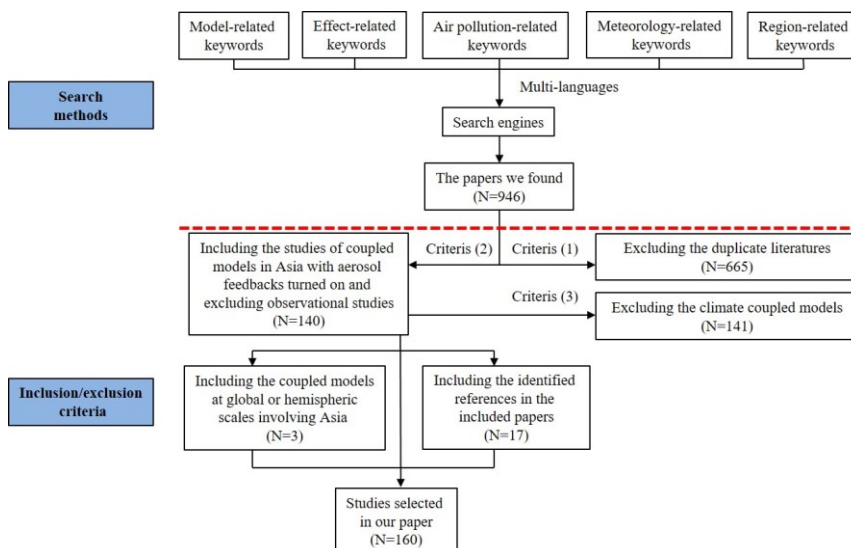 Model-related
keywords
Effect-related
keywords
Air pollution-related
keywords
Meteorology-related
keywords
Region-related
keywords
Multi-languages
Search
methods
Search engines
The papers we found
(N=946)
Including the studies of coupled
models in Asia with aerosol
feedbacks turned on and
excluding observational studies
(N=140)
Criteris (2)
Criteris (1)
Excluding the duplicate literatures
(N=665)
Criteris (3)
Excluding the climate coupled models
(N=141)
Inclusion/exclusion
criteria
Including the coupled models
at global or hemispheric
scales involving Asia
(N=3)
Including the identified
references in the
included papers
(N=17)
Studies selected
in our paper
(N=160)